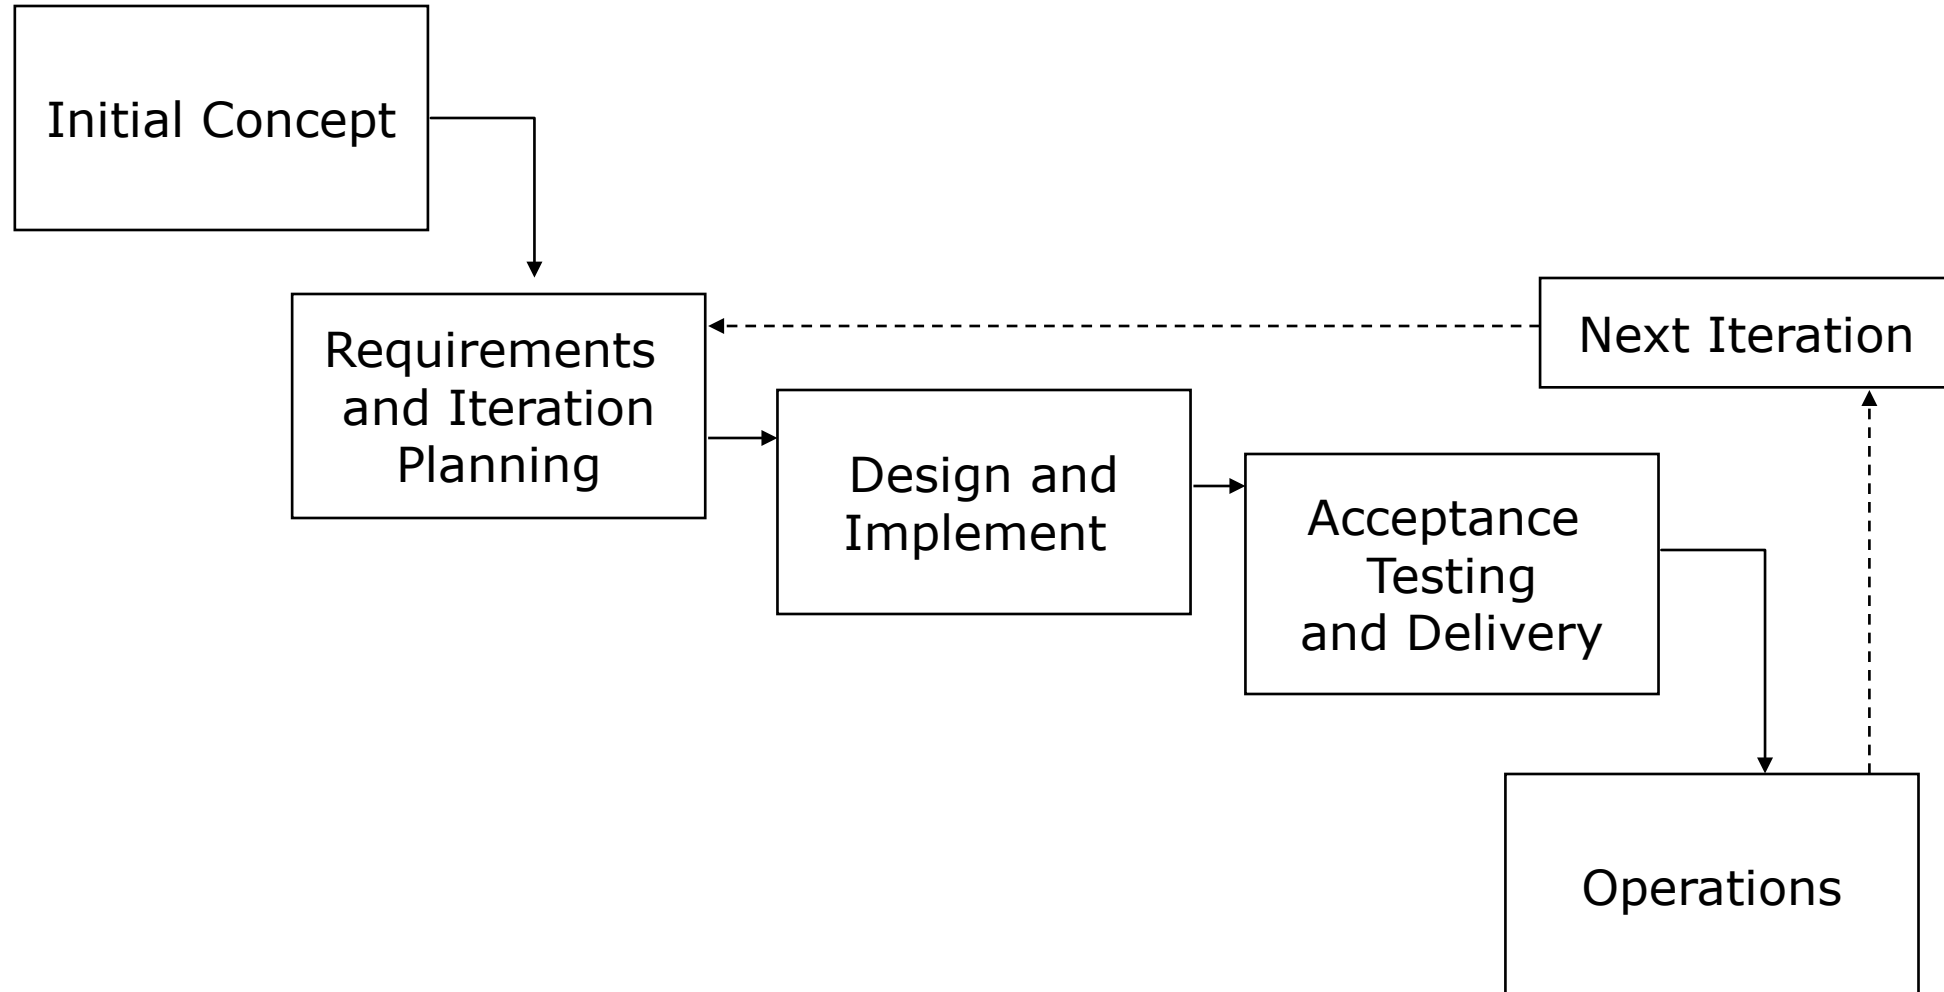 Initial Concept
Requirements
and Iteration
Planning
Next Iteration
Design and
Implement
Acceptance
Testing
and Delivery
Operations